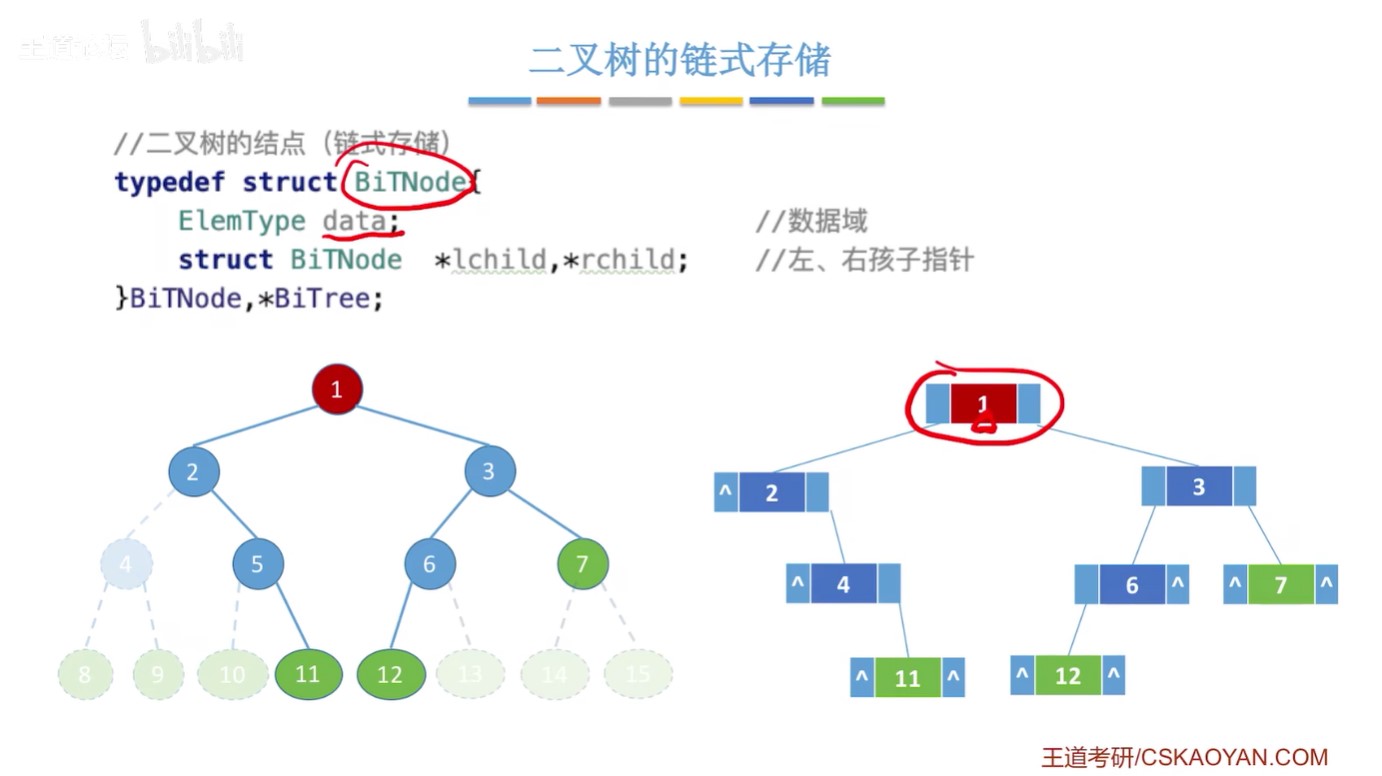 王道论坛 bilibili
二叉树的链式存储
//二叉树的结点（链式存储）
typedef struct BiTNode{
ElemType data; //数据域
struct BiTNode *lchild,*rchild; //左、右孩子指针
}BiTNode,*BiTree;
1
2 3
4 5 6 7
8 9 10 11 12 13 14 15
1
^ 2 3
^ 4 6 ^ ^ 7 ^
^ 11 ^ ^ 12 ^
王道考研/CSKAOYAN.COM